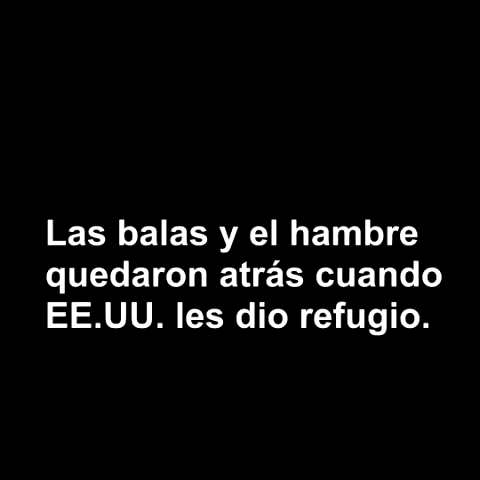 Las balas y el hambre
quedaron atrás cuando
EE.UU. les dio refugio.